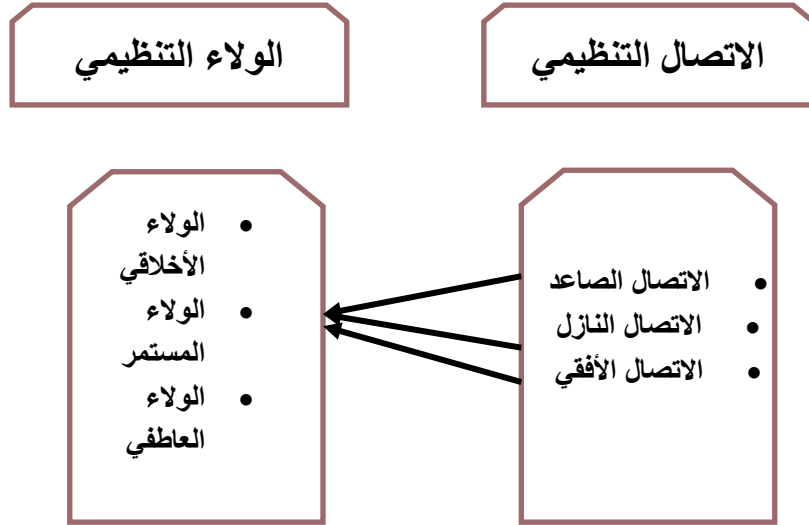 الاتصال التنظيمي
الولاء التنظيمي
• الاتصال الصاعد
• الاتصال النازل
• الاتصال الأفقي
• الولاء
الأخلاقي
• الولاء
المستمر
• الولاء
العاطفي